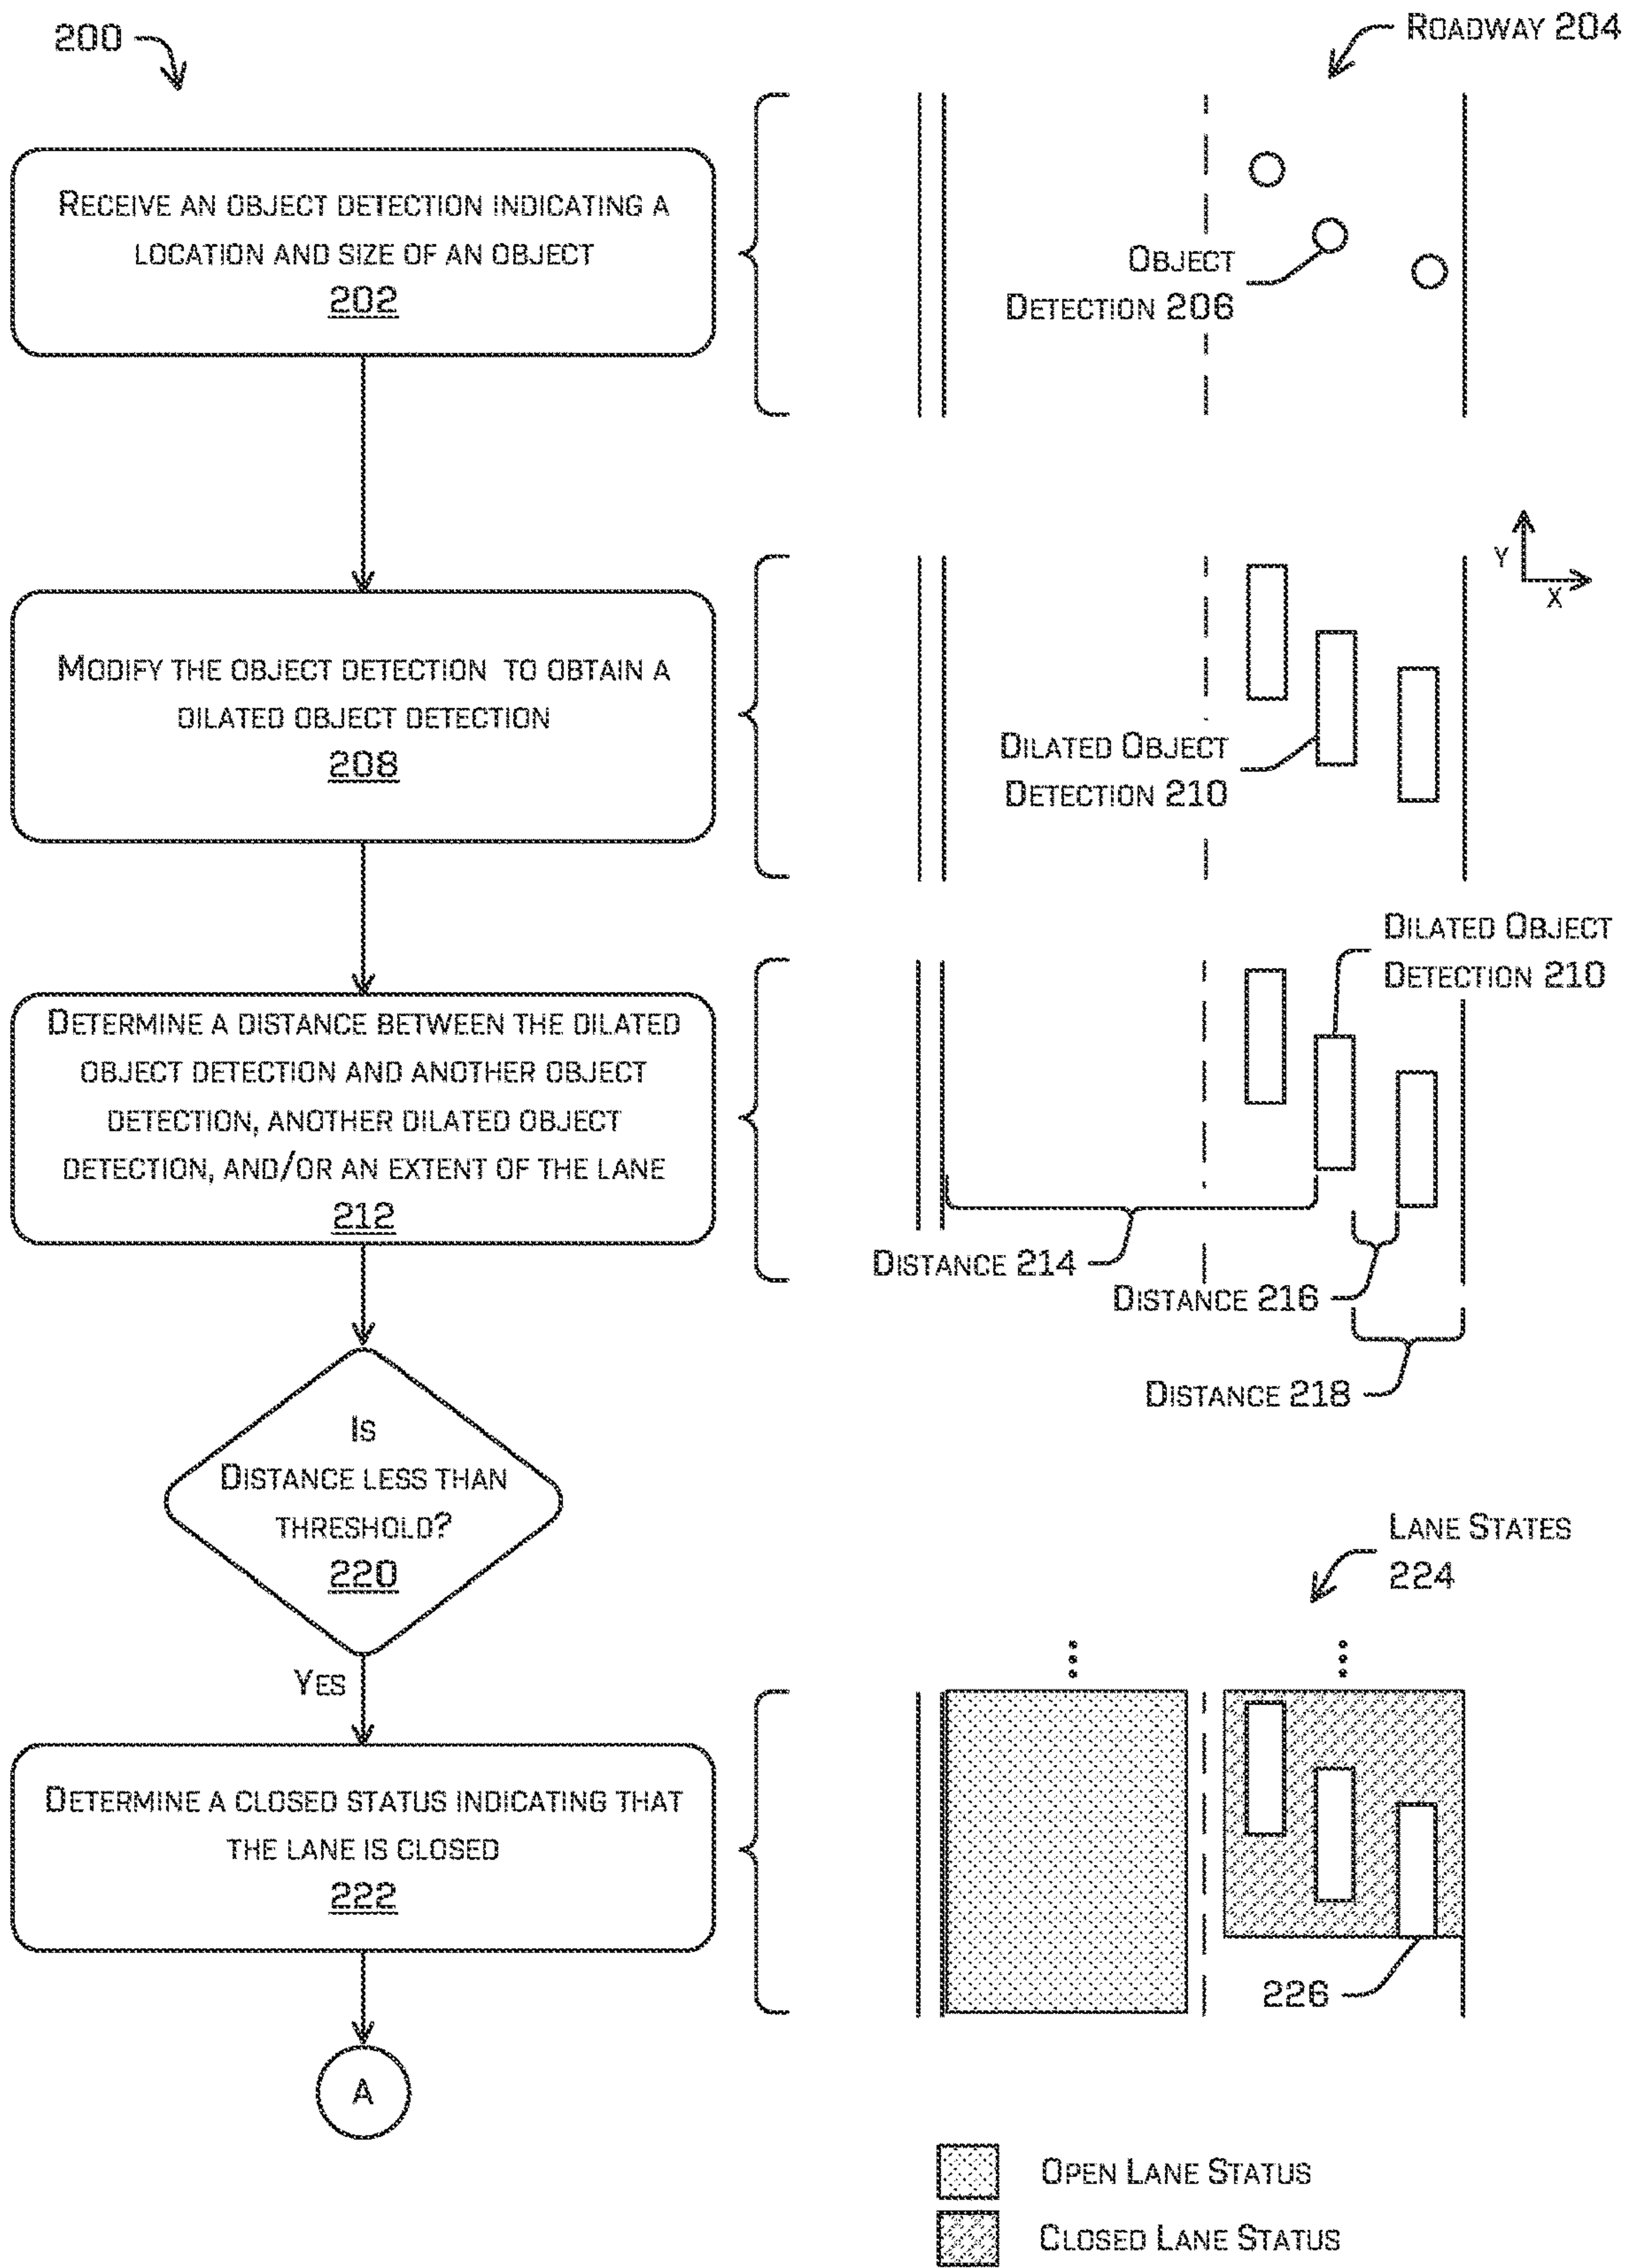 200
ROADWAY 204
RECEIVE AN OBJECT DETECTION INDICATING A
LOCATION AND SIZE OF AN OBJECT
202
OBJECT
DETECTION 206
Y
X
MODIFY THE OBJECT DETECTION TO OBTAIN A
DILATED OBJECT DETECTION
208
DILATED OBJECT
DETECTION 210
DILATED OBJECT
DETECTION 210
DETERMINE A DISTANCE BETWEEN THE DILATED
OBJECT DETECTION AND ANOTHER OBJECT
DETECTION, ANOTHER DILATED OBJECT
DETECTION, AND/OR AN EXTENT OF THE LANE
212
DISTANCE 214
DISTANCE 216
DISTANCE 218
IS
DISTANCE LESS THAN
THRESHOLD?
220
YES
LANE STATES
224
DETERMINE A CLOSED STATUS INDICATING THAT
THE LANE IS CLOSED
222
226
A
OPEN LANE STATUS
CLOSED LANE STATUS